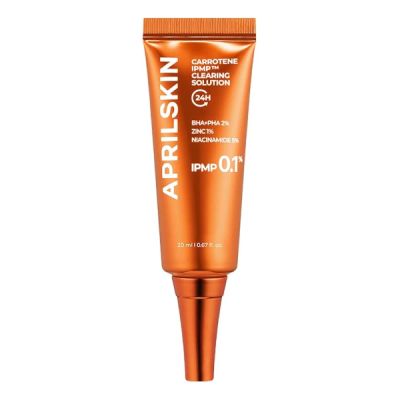 APRILSKIN
CARROTENE
IPMP™
CLEARING
SOLUTION
24H
BHA+PHA 2%
ZINC 1%
NIACINAMIDE 5%
IPMP 0.1%
20 ml l 0.67 fl. oz.